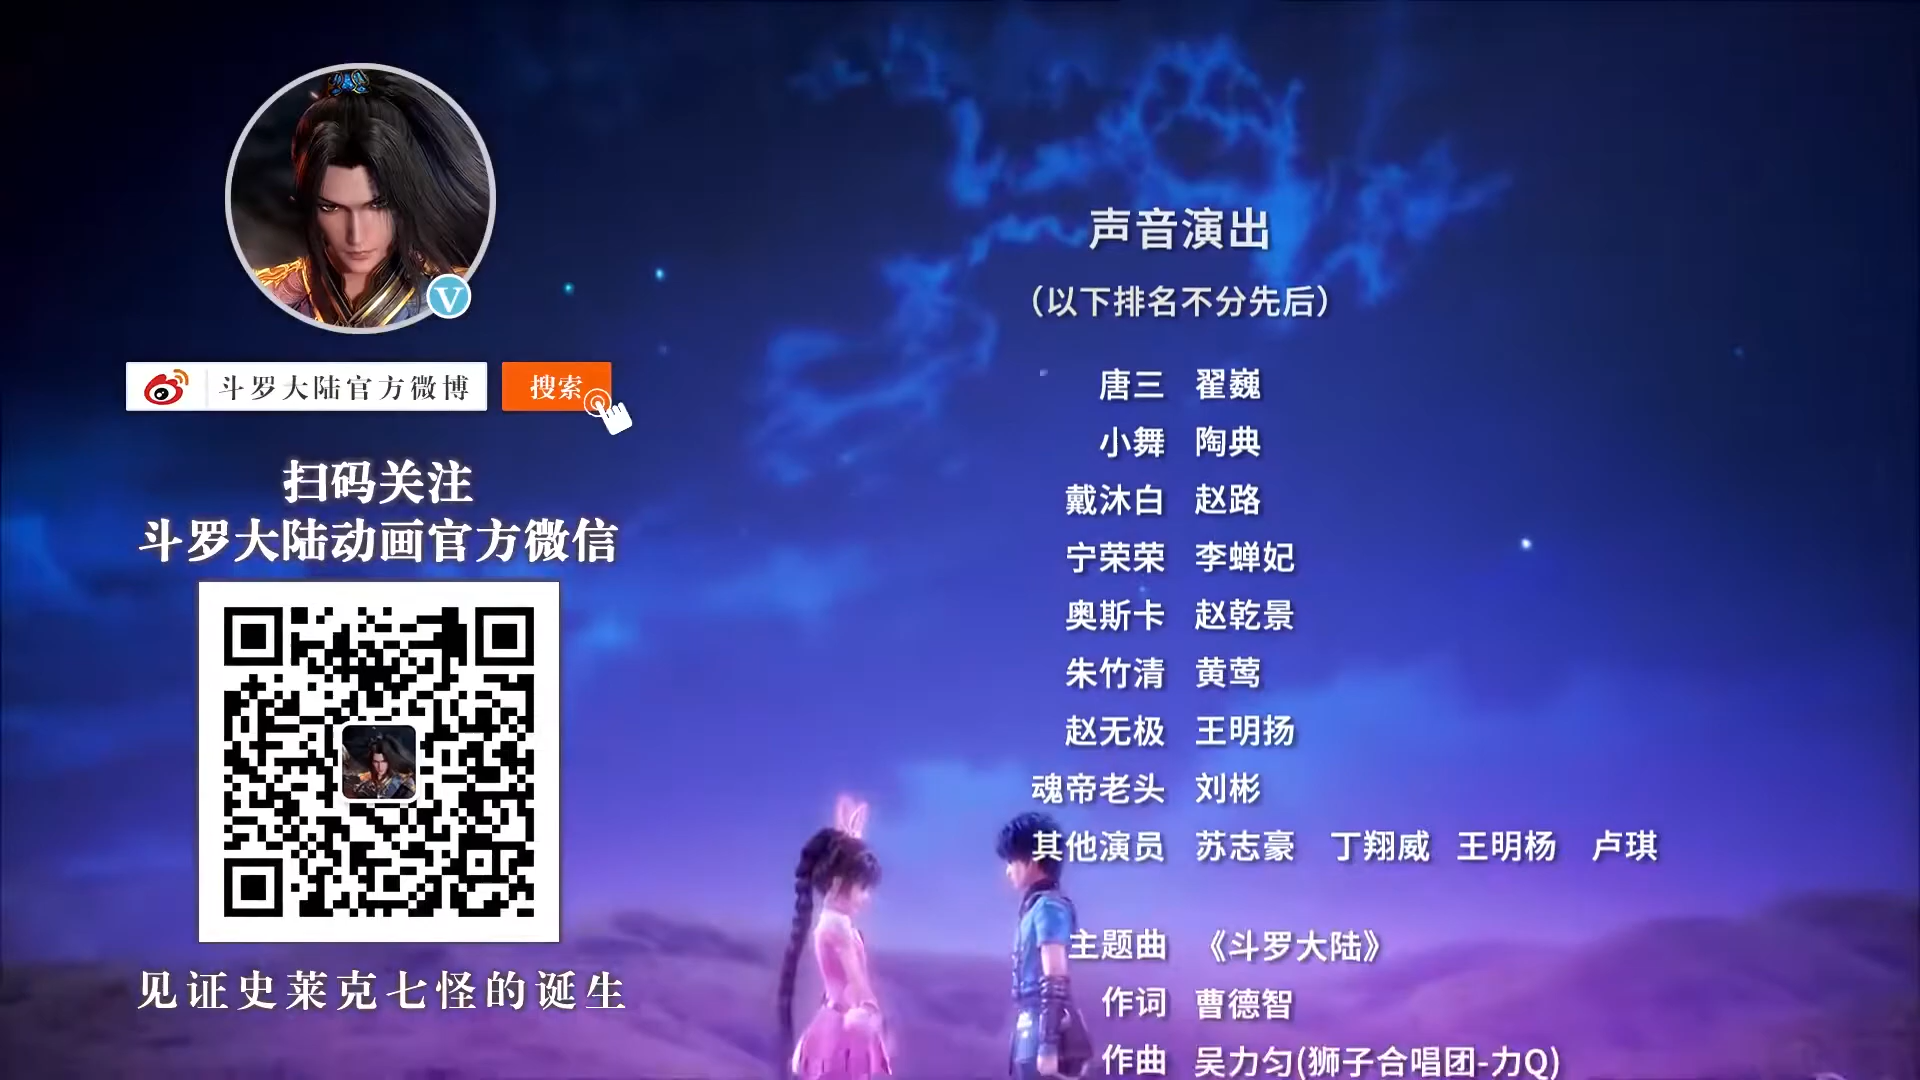 V
斗罗大陆官方微博
搜索
扫码关注
斗罗大陆动画官方微信
见证史莱克七怪的诞生
声音演出
（以下排名不分先后）
唐三 翟巍
小舞 陶典
戴沐白 赵路
宁荣荣 李蝉妃
奥斯卡 赵乾景
朱竹清 黄莺
赵无极 王明扬
魂帝老头 刘彬
其他演员 苏志豪 丁翔威 王明杨 卢琪
主题曲 《斗罗大陆》
作词 曹德智
作曲 吴力匀(狮子合唱团-力Q)